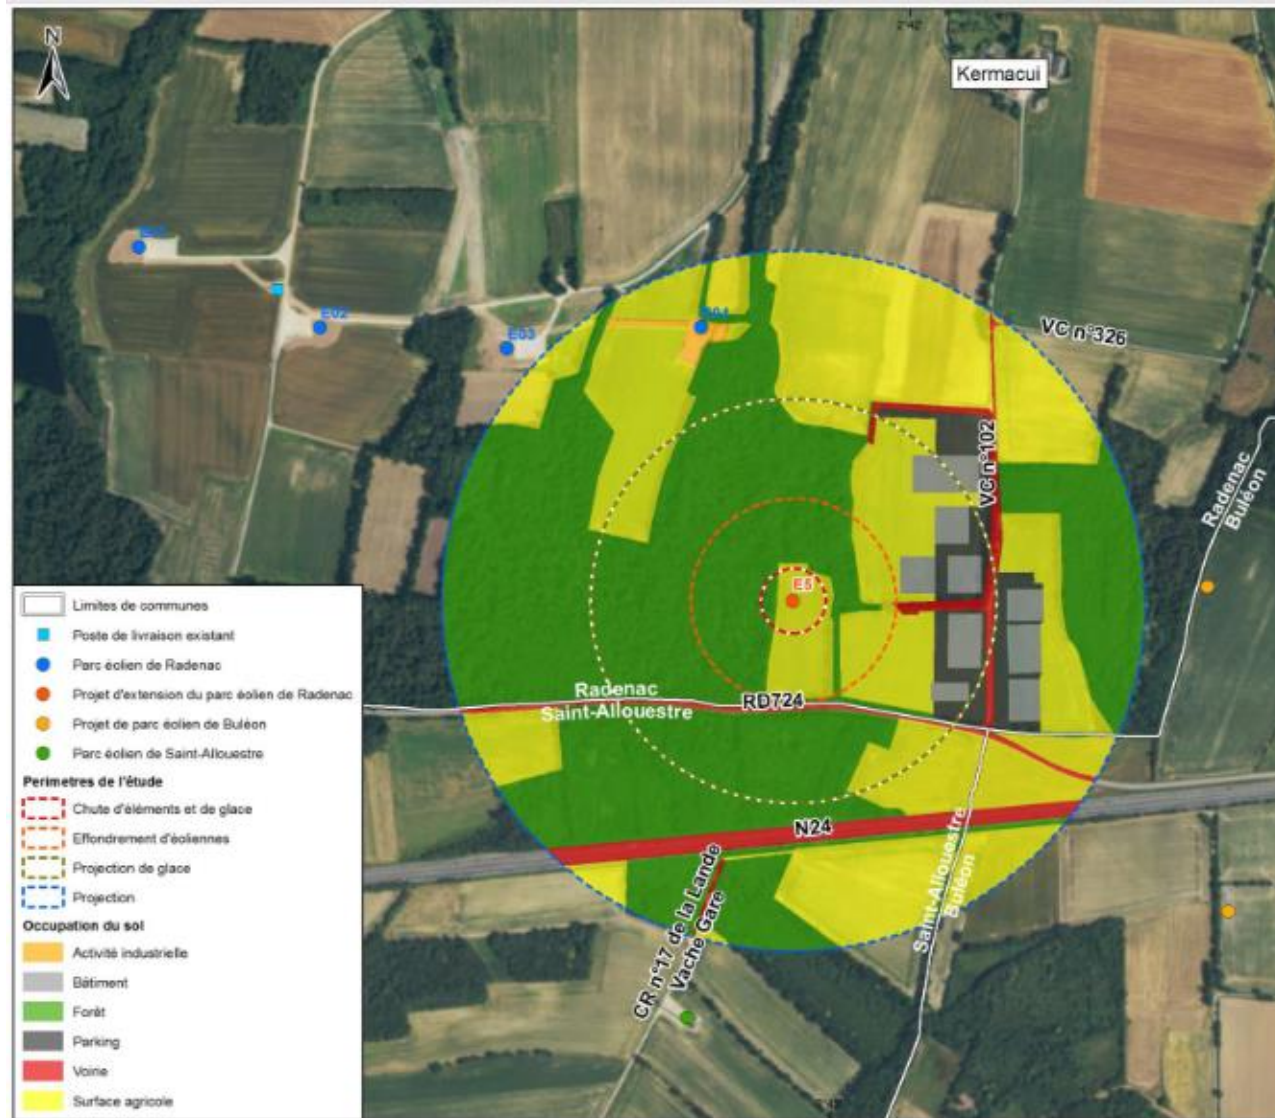 N
2°42'
Kermacui
E02
E03
E04
VC n°326
VC n°102
Radenac
Buléon
E5
Radenac
Saint-Allouestre
RD724
N24
Saint-Allouestre
Buléon
CR n°17 de la Lande
Vache Gare
Limites de communes
Poste de livraison existant
Parc éolien de Radenac
Projet d'extension du parc éolien de Radenac
Projet de parc éolien de Buléon
Parc éolien de Saint-Allouestre
Perimetres de l'étude
Chute d'éléments et de glace
Effondrement d'éoliennes
Projection de glace
Projection
Occupation du sol
Activité industrielle
Bâtiment
Forêt
Parking
Voirie
Surface agricole